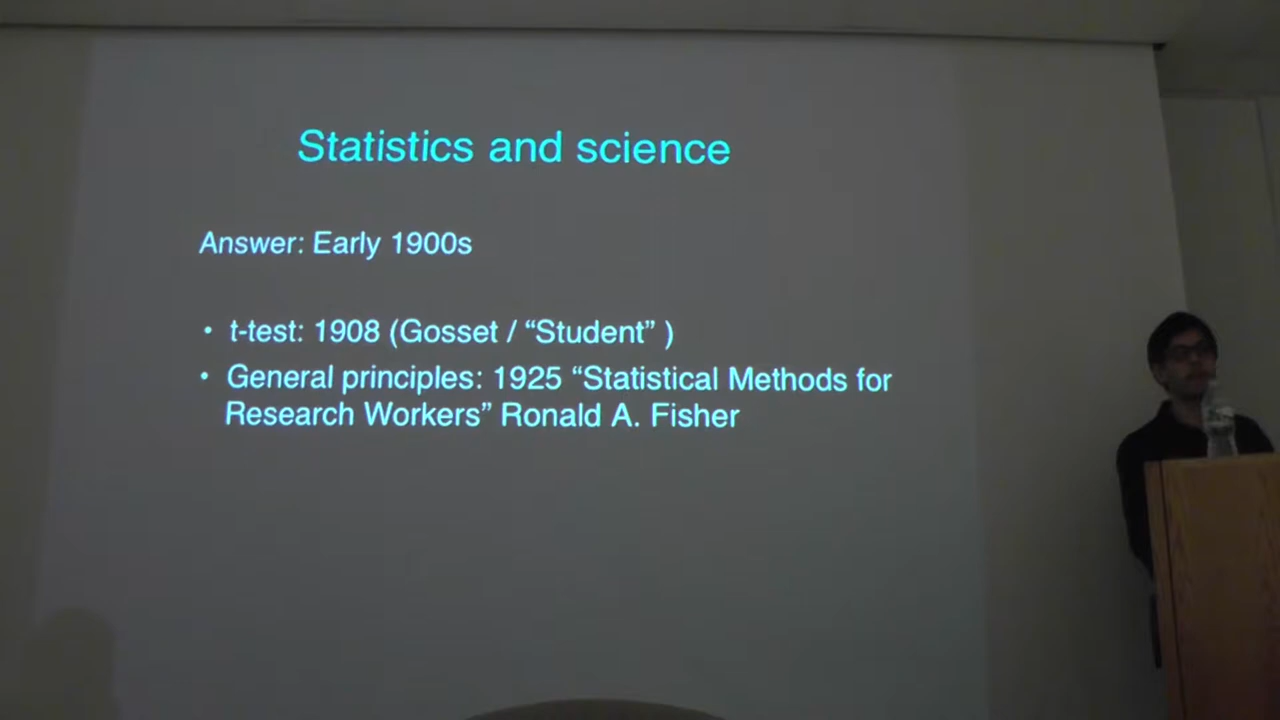 Statistics and science
Answer: Early 1900s
• t-test: 1908 (Gosset / “Student” )
• General principles: 1925 “Statistical Methods for
Research Workers” Ronald A. Fisher